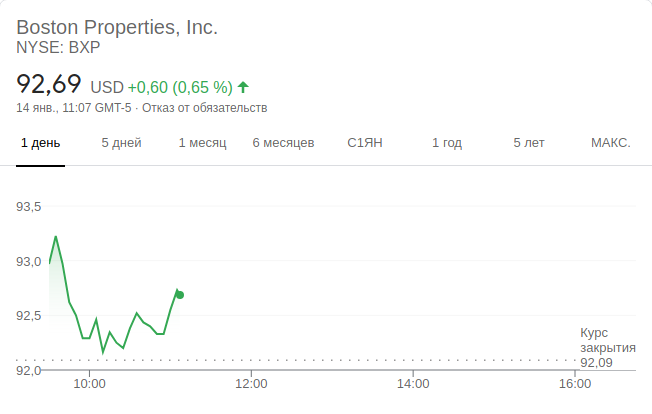 Boston Properties, Inc.
NYSE: BXP
92,69 USD +0,60 (0,65 %)
14 янв., 11:07 GMT-5 · Отказ от обязательств
1 день 5 дней 1 месяц 6 месяцев С1ЯН 1 год 5 лет МАКС.
93,5
93,0
92,5
Курс
закрытия
92,09
92,0
10:00 12:00 14:00 16:00